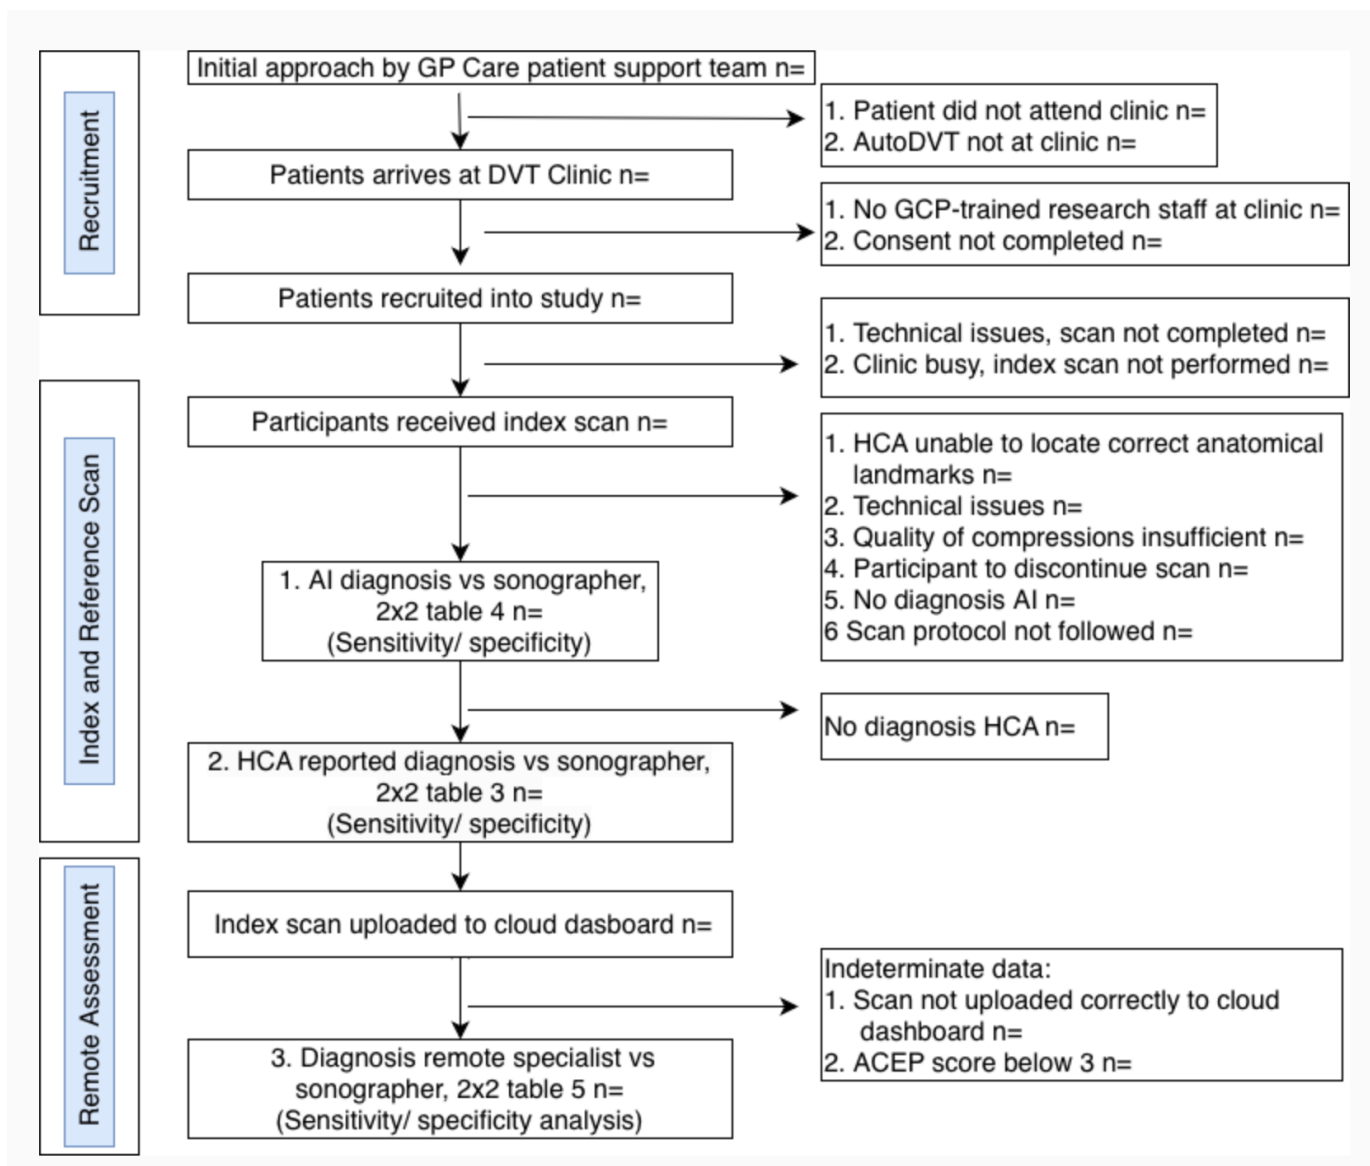 Recruitment
Initial approach by GP Care patient support team n=
1. Patient did not attend clinic n=
2. AutoDVT not at clinic n=
Patients arrives at DVT Clinic n=
1. No GCP-trained research staff at clinic n=
2. Consent not completed n=
Patients recruited into study n=
1. Technical issues, scan not completed n=
2. Clinic busy, index scan not performed n=
Index and Reference Scan
Participants received index scan n=
1. HCA unable to locate correct anatomical
landmarks n=
2. Technical issues n=
3. Quality of compressions insufficient n=
4. Participant to discontinue scan n=
5. No diagnosis AI n=
6 Scan protocol not followed n=
1. AI diagnosis vs sonographer,
2x2 table 4 n=
(Sensitivity/ specificity)
No diagnosis HCA n=
2. HCA reported diagnosis vs sonographer,
2x2 table 3 n=
(Sensitivity/ specificity)
Remote Assessment
Index scan uploaded to cloud dasboard n=
Indeterminate data:
1. Scan not uploaded correctly to cloud
dashboard n=
2. ACEP score below 3 n=
3. Diagnosis remote specialist vs
sonographer, 2x2 table 5 n=
(Sensitivity/ specificity analysis)